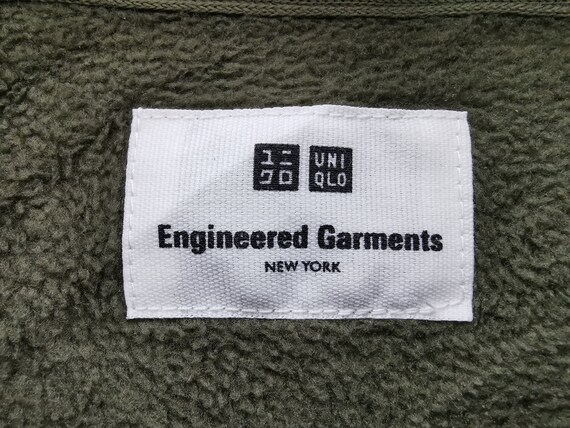 ユニ UNI
クロ QLO
Engineered Garments
NEW YORK